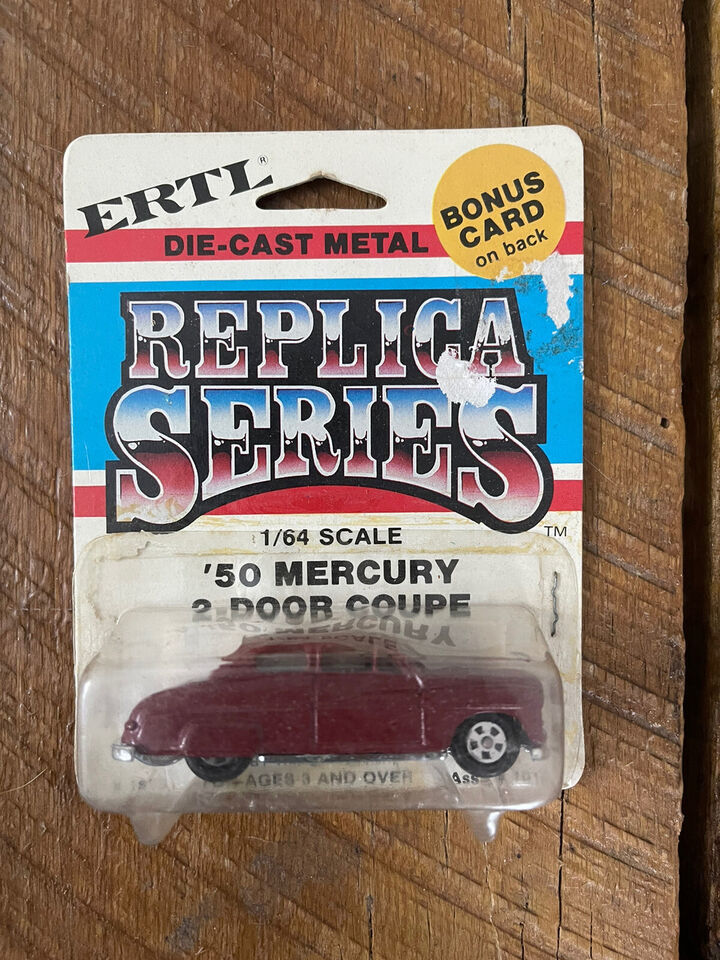 ERTL®
DIE-CAST METAL
BONUS
CARD
on back
REPLICA
SERIES
TM
1/64 SCALE
'50 MERCURY
2-DOOR COUPE
AGES 3 AND OVER